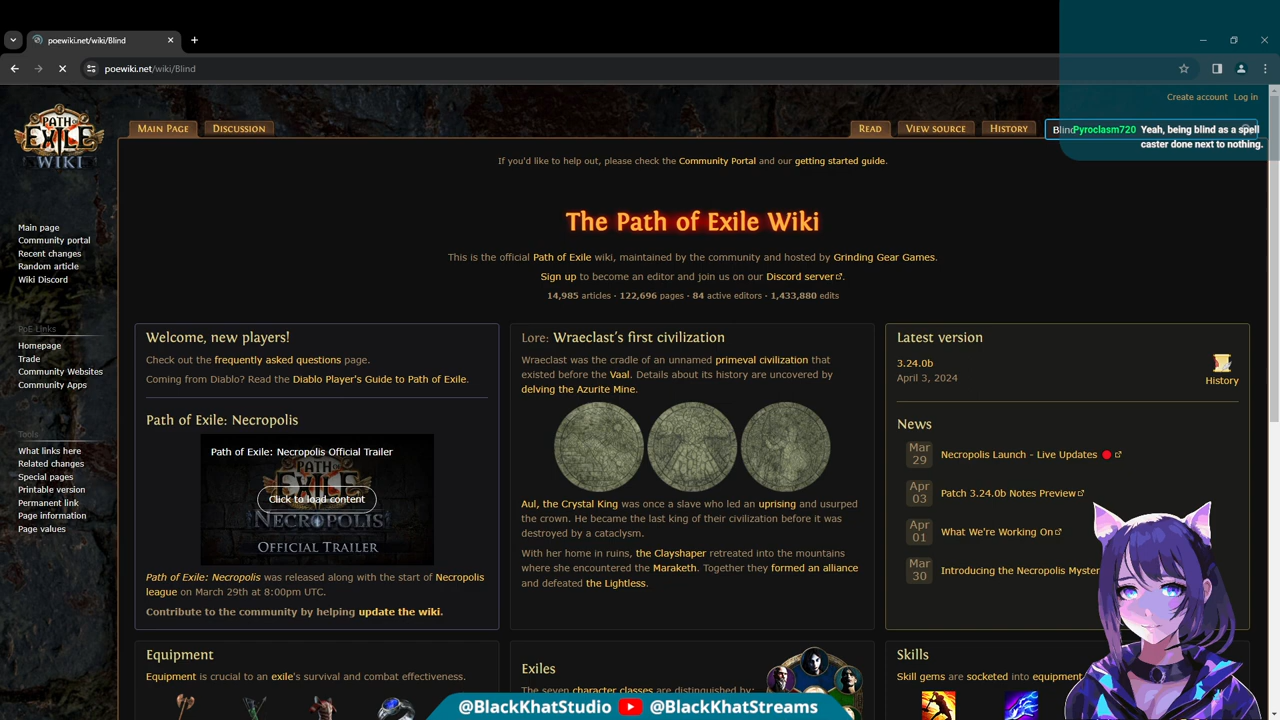 poewiki.net/wiki/Blind
poewiki.net/wiki/Blind
Create account Log in
PATH OF EXILE WIKI
Main Page Discussion
Read View source History
Blind
Pyroclasm720 Yeah, being blind as a spell
caster done next to nothing.
If you'd like to help out, please check the Community Portal and our getting started guide.
The Path of Exile Wiki
This is the official Path of Exile wiki, maintained by the community and hosted by Grinding Gear Games.
Sign up to become an editor and join us on our Discord server.
14,985 articles · 122,696 pages · 84 active editors · 1,433,880 edits
Main page
Community portal
Recent changes
Random article
Wiki Discord
PoE Links
Homepage
Trade
Community Websites
Community Apps
Tools
What links here
Related changes
Special pages
Printable version
Permanent link
Page information
Page values
Welcome, new players!
Check out the frequently asked questions page.
Coming from Diablo? Read the Diablo Player's Guide to Path of Exile.
Path of Exile: Necropolis
Path of Exile: Necropolis Official Trailer
Click to load content
NECROPOLIS
OFFICIAL TRAILER
Path of Exile: Necropolis was released along with the start of Necropolis
league on March 29th at 8:00pm UTC.
Contribute to the community by helping update the wiki.
Lore: Wraeclast's first civilization
Wraeclast was the cradle of an unnamed primeval civilization that
existed before the Vaal. Details about its history are uncovered by
delving the Azurite Mine.
Aul, the Crystal King was once a slave who led an uprising and usurped
the crown. He became the last king of their civilization before it was
destroyed by a cataclysm.
With her home in ruins, the Clayshaper retreated into the mountains
where she encountered the Maraketh. Together they formed an alliance
and defeated the Lightless.
Latest version
3.24.0b
April 3, 2024
History
News
Mar 29 Necropolis Launch - Live Updates
Apr 03 Patch 3.24.0b Notes Preview
Apr 01 What We're Working On
Mar 30 Introducing the Necropolis Myster
Equipment
Equipment is crucial to an exile's survival and combat effectiveness.
Exiles
The seven character classes are distinguished by:
Skills
Skill gems are socketed into equipment
@BlackKhatStudio @BlackKhatStreams